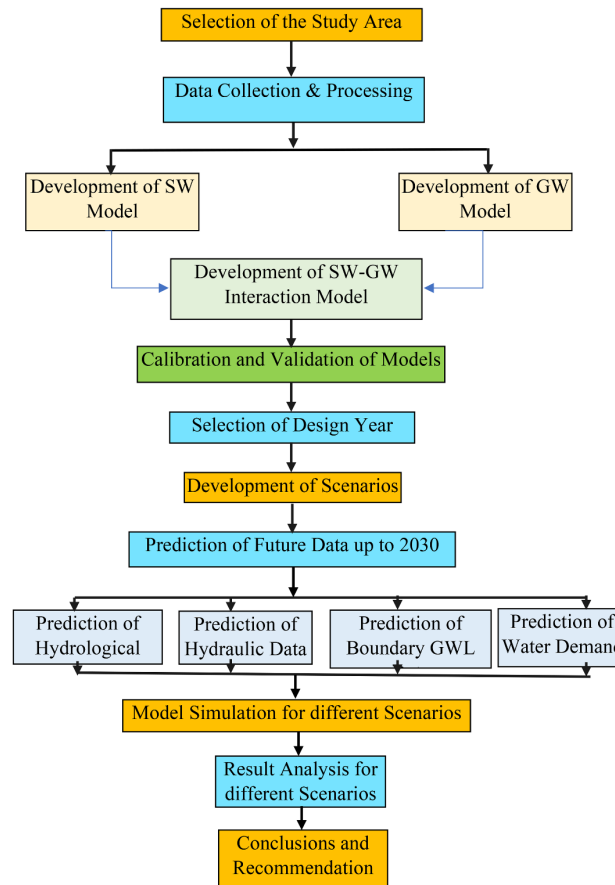 Selection of the Study Area
Data Collection & Processing
Development of SW
Model
Development of GW
Model
Development of SW-GW
Interaction Model
Calibration and Validation of Models
Selection of Design Year
Development of Scenarios
Prediction of Future Data up to 2030
Prediction of
Hydrological
Prediction of
Hydraulic Data
Prediction of
Boundary GWL
Prediction of
Water Demand
Model Simulation for different Scenarios
Result Analysis for
different Scenarios
Conclusions and
Recommendation